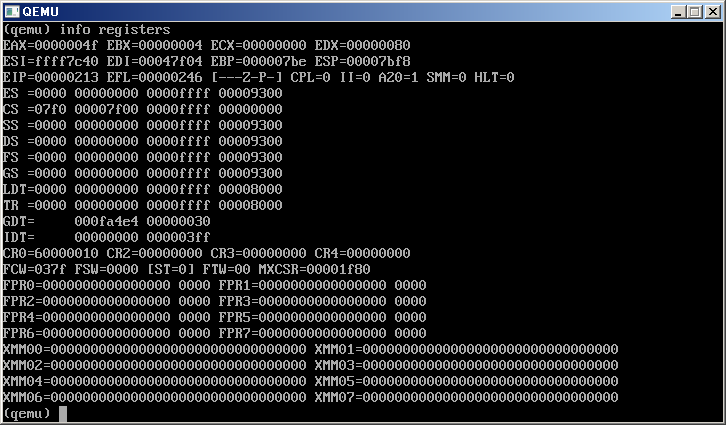 QEMU
(qemu) info registers
EAX=0000004f EBX=00000004 ECX=00000000 EDX=00000080
ESI=ffff7c40 EDI=00047f04 EBP=000007be ESP=00007bf8
EIP=00000213 EFL=00000246 [---Z-P-] CPL=0 II=0 A20=1 SMM=0 HLT=0
ES =0000 00000000 0000ffff 00009300
CS =07f0 00007f00 0000ffff 00000000
SS =0000 00000000 0000ffff 00009300
DS =0000 00000000 0000ffff 00009300
FS =0000 00000000 0000ffff 00009300
GS =0000 00000000 0000ffff 00009300
LDT=0000 00000000 0000ffff 00008000
TR =0000 00000000 0000ffff 00008000
GDT=     000fa4e4 00000030
IDT=     00000000 000003ff
CR0=60000010 CR2=00000000 CR3=00000000 CR4=00000000
FCW=037f FSW=0000 [ST=0] FTW=00 MXCSR=00001f80
FPR0=0000000000000000 0000 FPR1=0000000000000000 0000
FPR2=0000000000000000 0000 FPR3=0000000000000000 0000
FPR4=0000000000000000 0000 FPR5=0000000000000000 0000
FPR6=0000000000000000 0000 FPR7=0000000000000000 0000
XMM00=00000000000000000000000000000000 XMM01=00000000000000000000000000000000
XMM02=00000000000000000000000000000000 XMM03=00000000000000000000000000000000
XMM04=00000000000000000000000000000000 XMM05=00000000000000000000000000000000
XMM06=00000000000000000000000000000000 XMM07=00000000000000000000000000000000
(qemu)